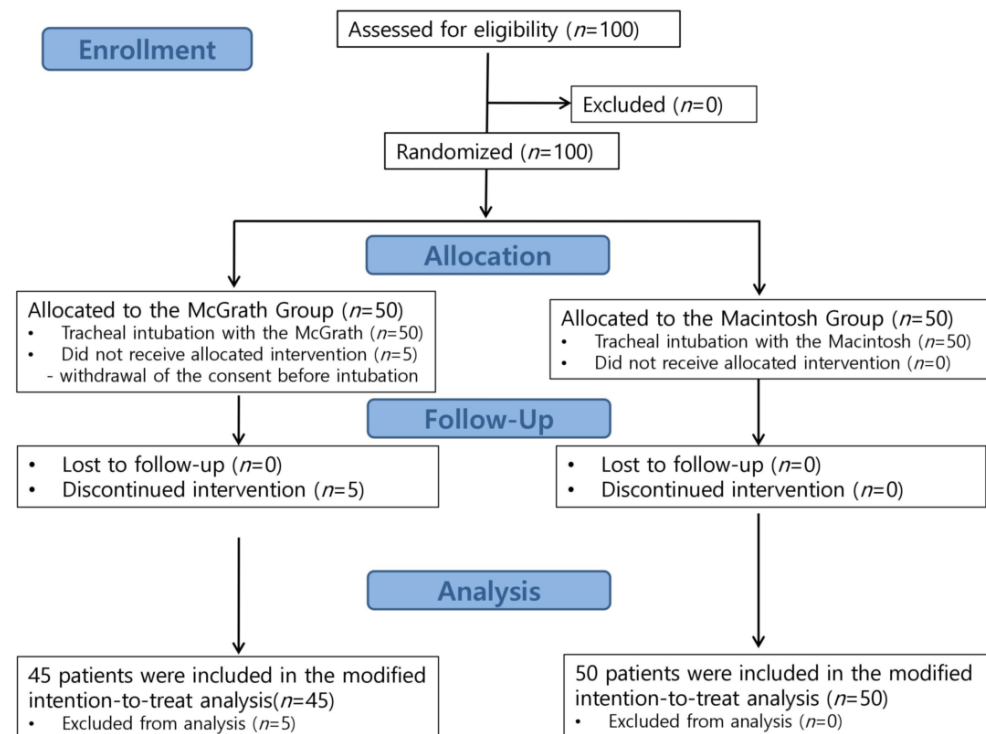 Enrollment
Assessed for eligibility (n=100)
Excluded (n=0)
Randomized (n=100)
Allocation
Allocated to the McGrath Group (n=50)
• Tracheal intubation with the McGrath (n=50)
• Did not receive allocated intervention (n=5)
- withdrawal of the consent before intubation
Allocated to the Macintosh Group (n=50)
• Tracheal intubation with the Macintosh (n=50)
• Did not receive allocated intervention (n=0)
Follow-Up
• Lost to follow-up (n=0)
• Discontinued intervention (n=5)
• Lost to follow-up (n=0)
• Discontinued intervention (n=0)
Analysis
45 patients were included in the modified
intention-to-treat analysis(n=45)
• Excluded from analysis (n=5)
50 patients were included in the modified
intention-to-treat analysis (n=50)
• Excluded from analysis (n=0)